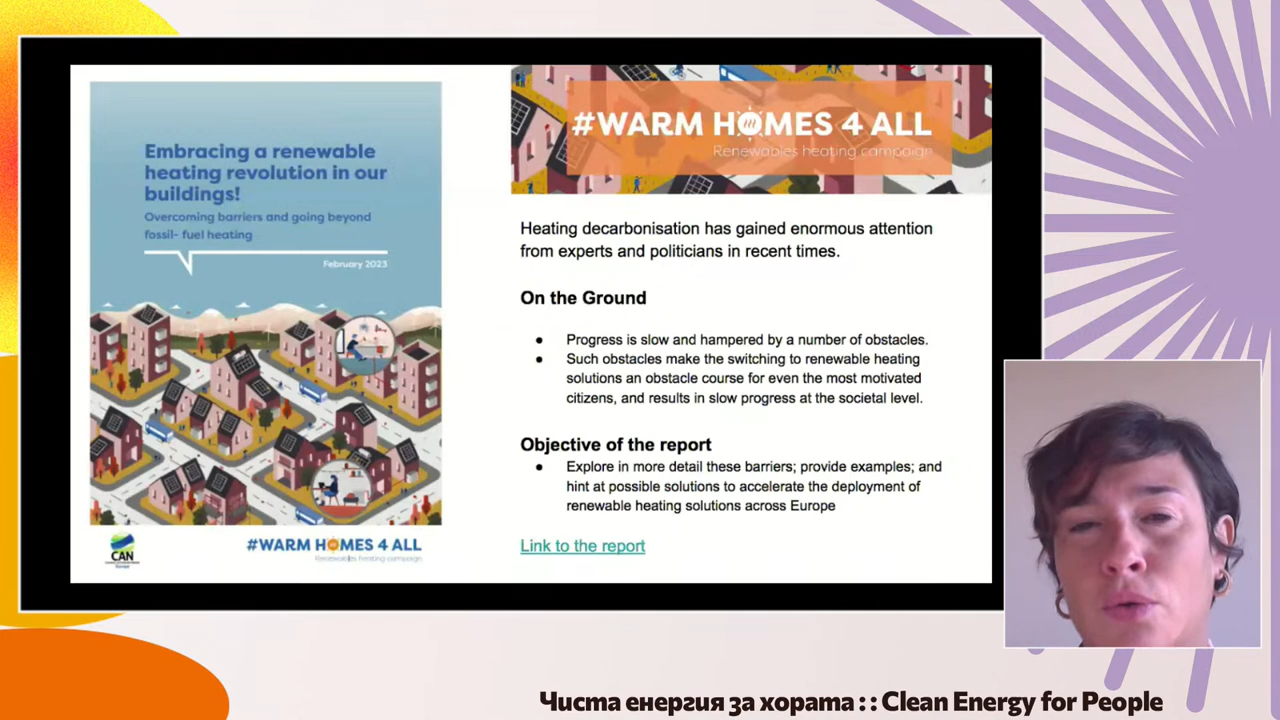 Embracing a renewable
heating revolution in our
buildings!
Overcoming barriers and going beyond
fossil- fuel heating
February 2023
CAN
Europe
#WARM HOMES 4 ALL
Renewables heating campaign
#WARM HOMES 4 ALL
Renewables heating campaign
Heating decarbonisation has gained enormous attention
from experts and politicians in recent times.
On the Ground
● Progress is slow and hampered by a number of obstacles.
● Such obstacles make the switching to renewable heating
solutions an obstacle course for even the most motivated
citizens, and results in slow progress at the societal level.
Objective of the report
● Explore in more detail these barriers; provide examples; and
hint at possible solutions to accelerate the deployment of
renewable heating solutions across Europe
Link to the report
Чиста енергия за хората :: Clean Energy for People